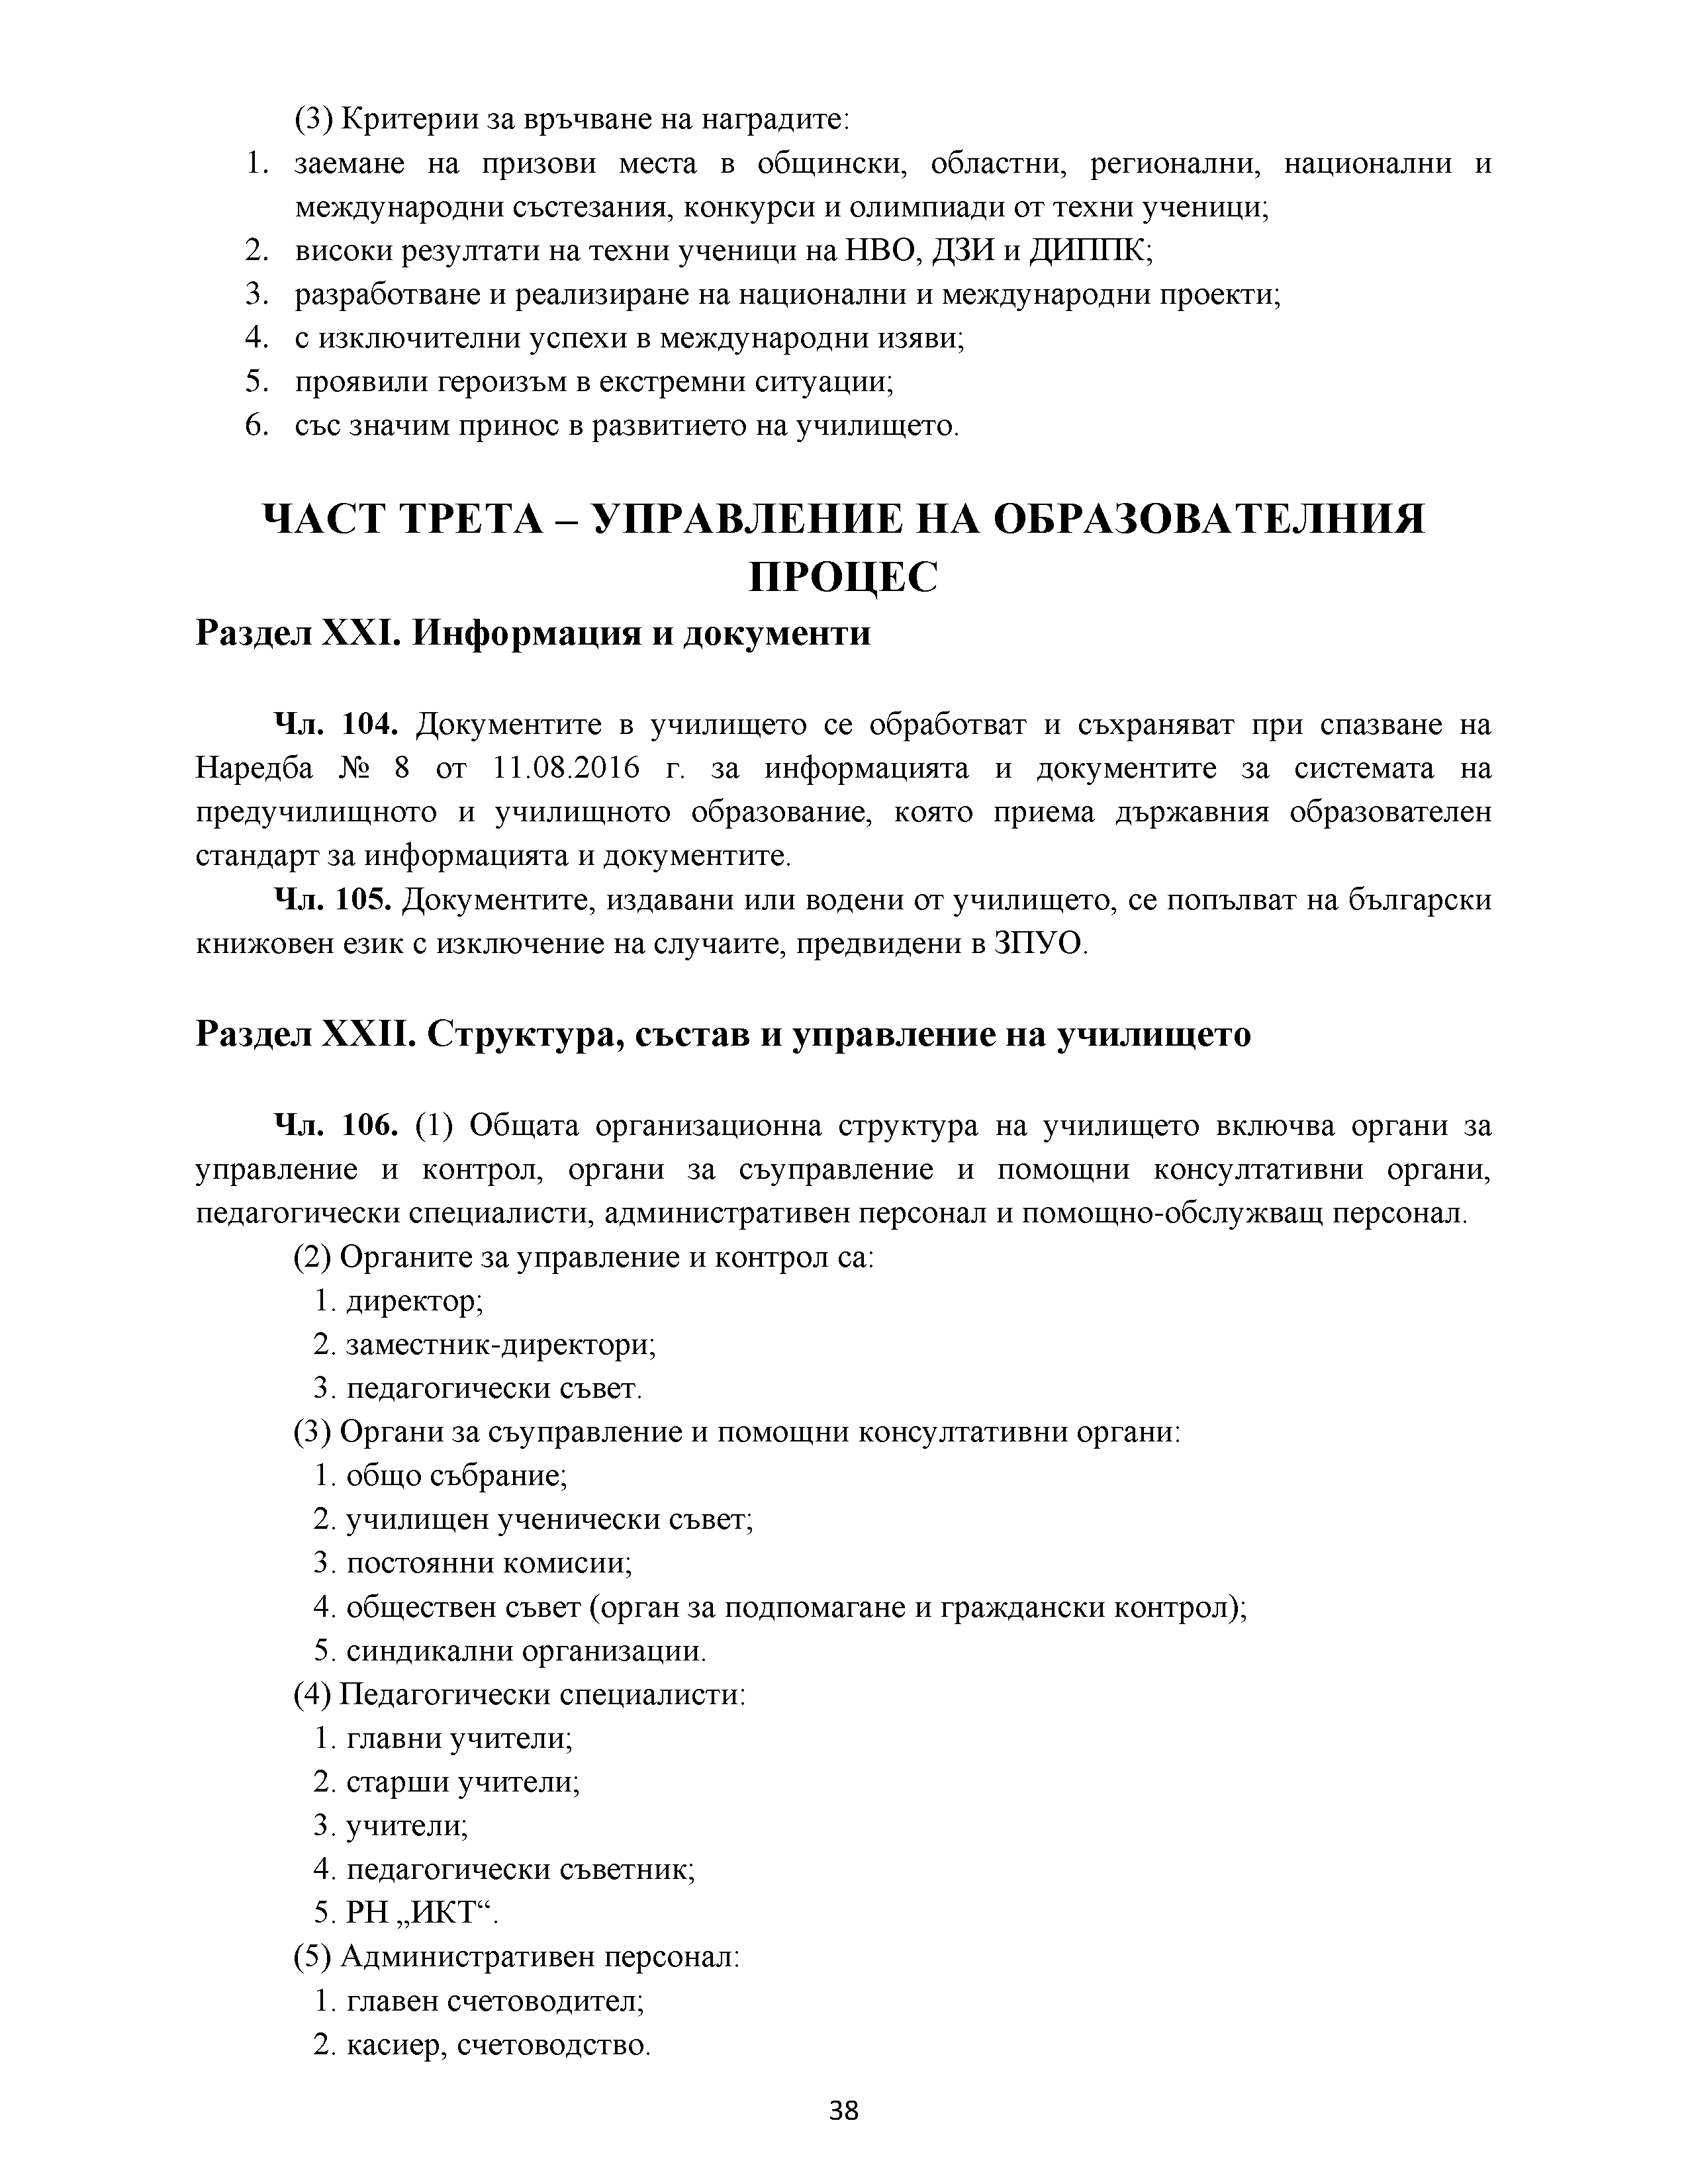 (3) Критерии за връчване на наградите:
1. заемане на призови места в общински, областни, регионални, национални и
международни състезания, конкурси и олимпиади от техни ученици;
2. високи резултати на техни ученици на НВО, ДЗИ и ДИППК;
3. разработване и реализиране на национални и международни проекти;
4. с изключителни успехи в международни изяви;
5. проявили героизъм в екстремни ситуации;
6. със значим принос в развитието на училището.
ЧАСТ ТРЕТА – УПРАВЛЕНИЕ НА ОБРАЗОВАТЕЛНИЯ
ПРОЦЕС
Раздел XXI. Информация и документи
Чл. 104. Документите в училището се обработват и съхраняват при спазване на
Наредба № 8 от 11.08.2016 г. за информацията и документите за системата на
предучилищното и училищното образование, която приема държавния образователен
стандарт за информацията и документите.
Чл. 105. Документите, издавани или водени от училището, се попълват на български
книжовен език с изключение на случаите, предвидени в ЗПУО.
Раздел XXII. Структура, състав и управление на училището
Чл. 106. (1) Общата организационна структура на училището включва органи за
управление и контрол, органи за съуправление и помощни консултативни органи,
педагогически специалисти, административен персонал и помощно-обслужващ персонал.
(2) Органите за управление и контрол са:
1. директор;
2. заместник-директори;
3. педагогически съвет.
(3) Органи за съуправление и помощни консултативни органи:
1. общо събрание;
2. училищен ученически съвет;
3. постоянни комисии;
4. обществен съвет (орган за подпомагане и граждански контрол);
5. синдикални организации.
(4) Педагогически специалисти:
1. главни учители;
2. старши учители;
3. учители;
4. педагогически съветник;
5. РН „ИКТ“.
(5) Административен персонал:
1. главен счетоводител;
2. касиер, счетоводство.
38